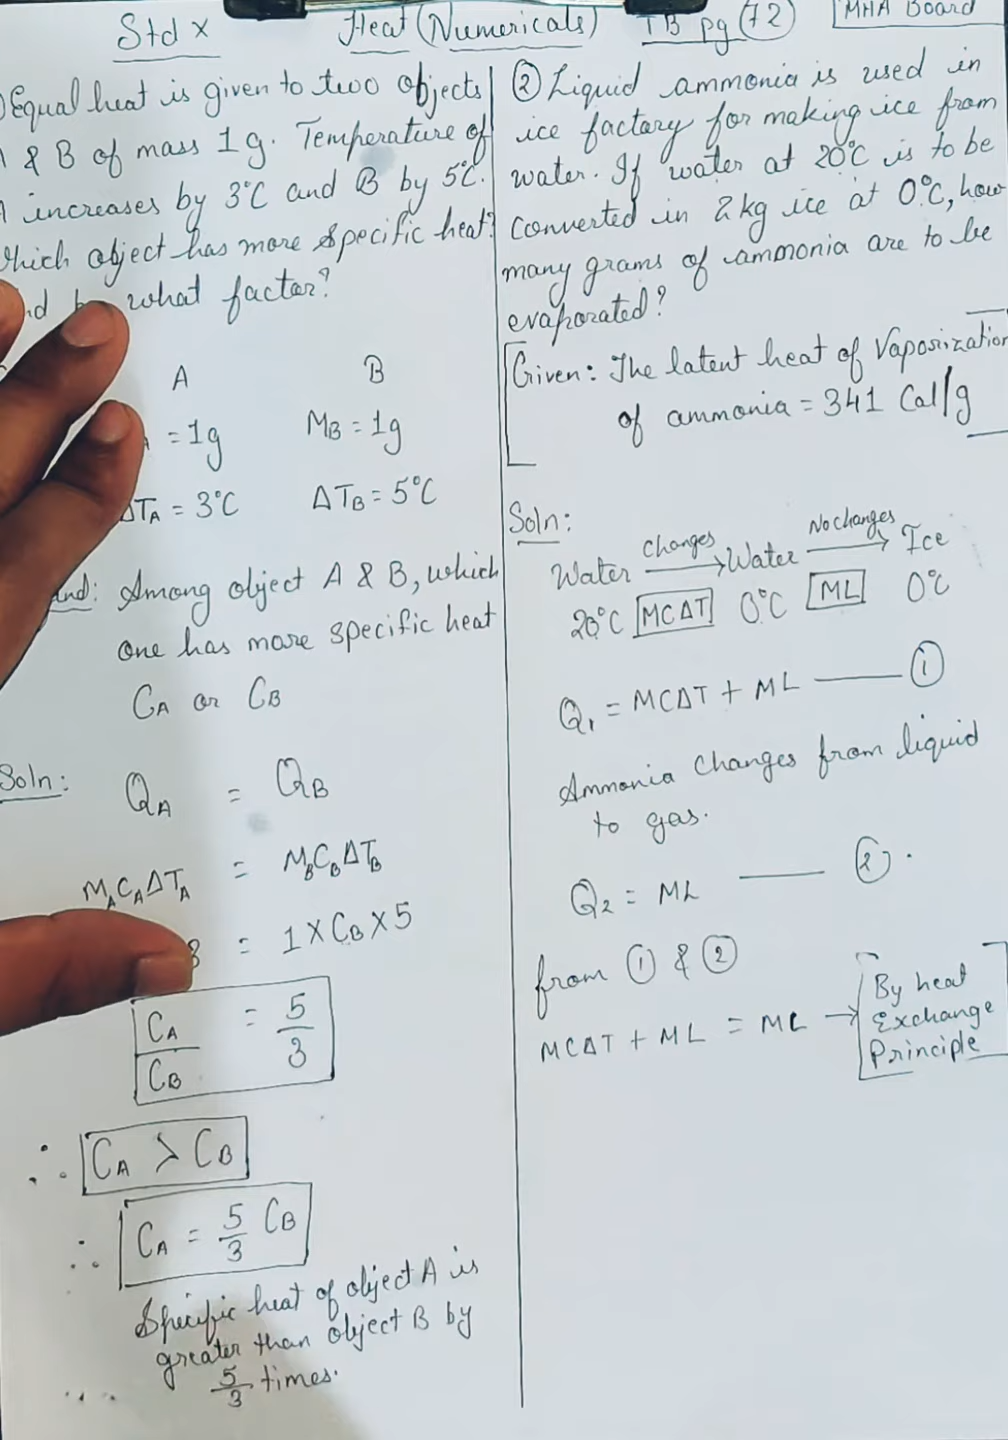 Std X Heat (Numericals) TB pg (72) MHA Board
Equal heat is given to two objects
& B of mass 1g. Temperature of
increases by 3°C and B by 5°C.
which object has more specific heat?
what factor?
A B
= 1g MB = 1g
ΔTA = 3°C ΔTB = 5°C
Among object A & B, which
one has more specific heat
CA or CB
Soln:
QA = QB
MACAΔTA = MBCBΔTB
3 = 1 X CB X 5
CA/CB = 5/3
∴ CA > CB
∴ CA = 5/3 CB
Specific heat of object A is
greater than object B by
5/3 times.
② Liquid ammonia is used in
ice factory for making ice from
water. If water at 20°C is to be
converted in 2 kg ice at 0°C, how
many grams of ammonia are to be
evaporated?
Given: The latent heat of Vaporization
of ammonia = 341 Cal/g
Soln:
Water Changes → Water No changes → Ice
20°C MCΔT 0°C ML 0°C
Q1 = MCΔT + ML —— ①
Ammonia Changes from liquid
to gas.
Q2 = ML —— ②.
from ① & ②
MCΔT + ML = ML → By heat
Exchange
Principle